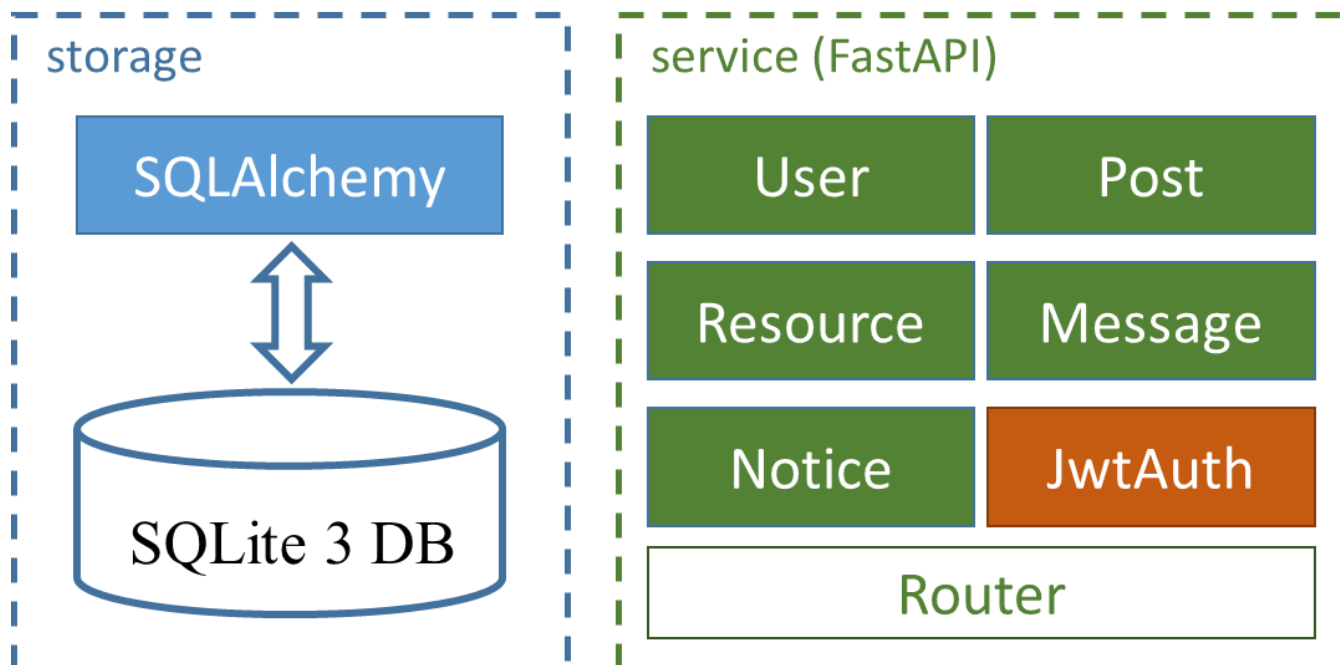 storage
SQLAlchemy
SQLite 3 DB
service (FastAPI)
User
Post
Resource
Message
Notice
JwtAuth
Router